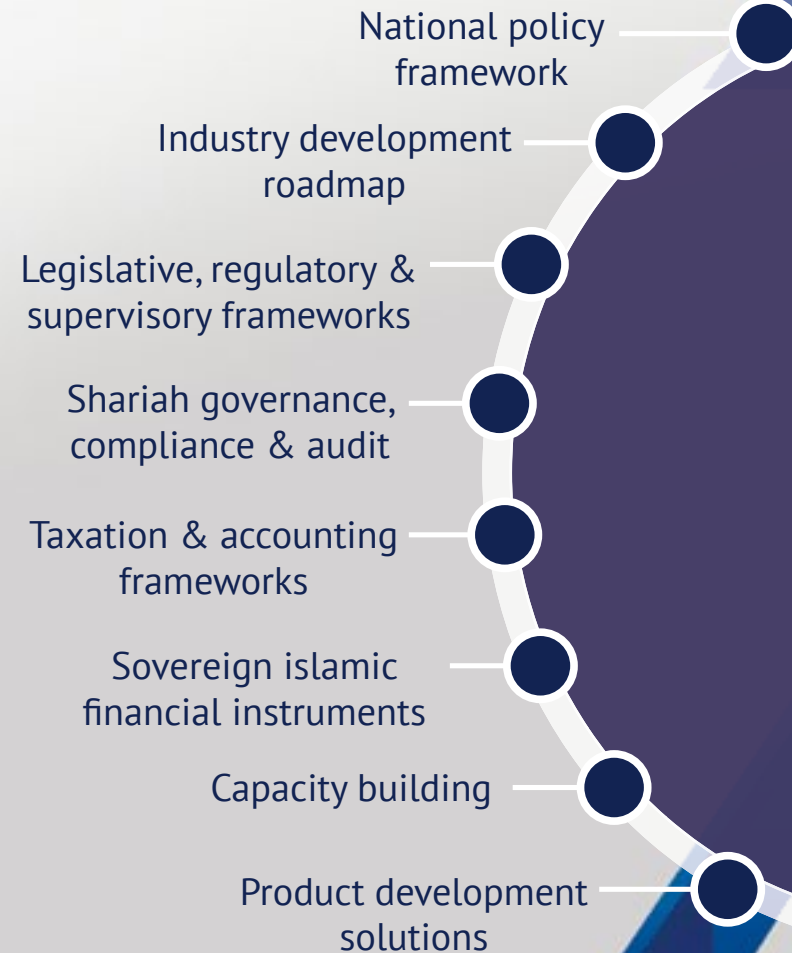 National policy
framework
Industry development
roadmap
Legislative, regulatory &
supervisory frameworks
Shariah governance,
compliance & audit
Taxation & accounting
frameworks
Sovereign islamic
financial instruments
Capacity building
Product development
solutions